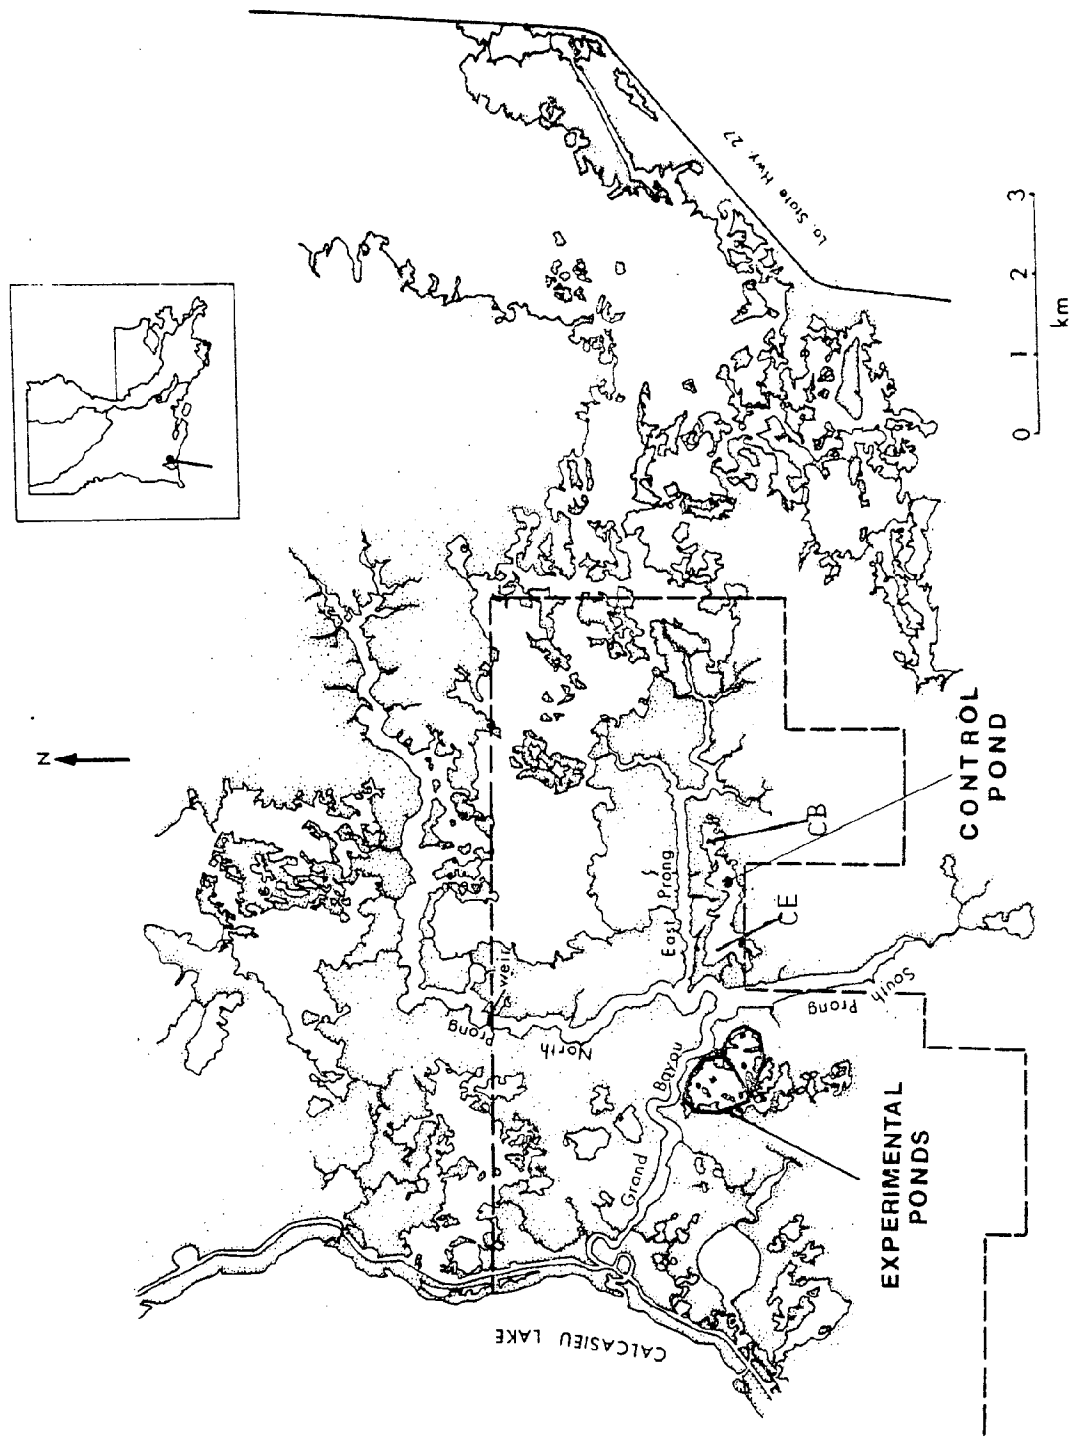 N
La. State Hwy. 27
3
2
1
0
km
CONTROL
POND
CB
CE
East Prong
weir
North
Prong
South
Prong
Grand
Bayou
EXPERIMENTAL
PONDS
CALCASIEU LAKE